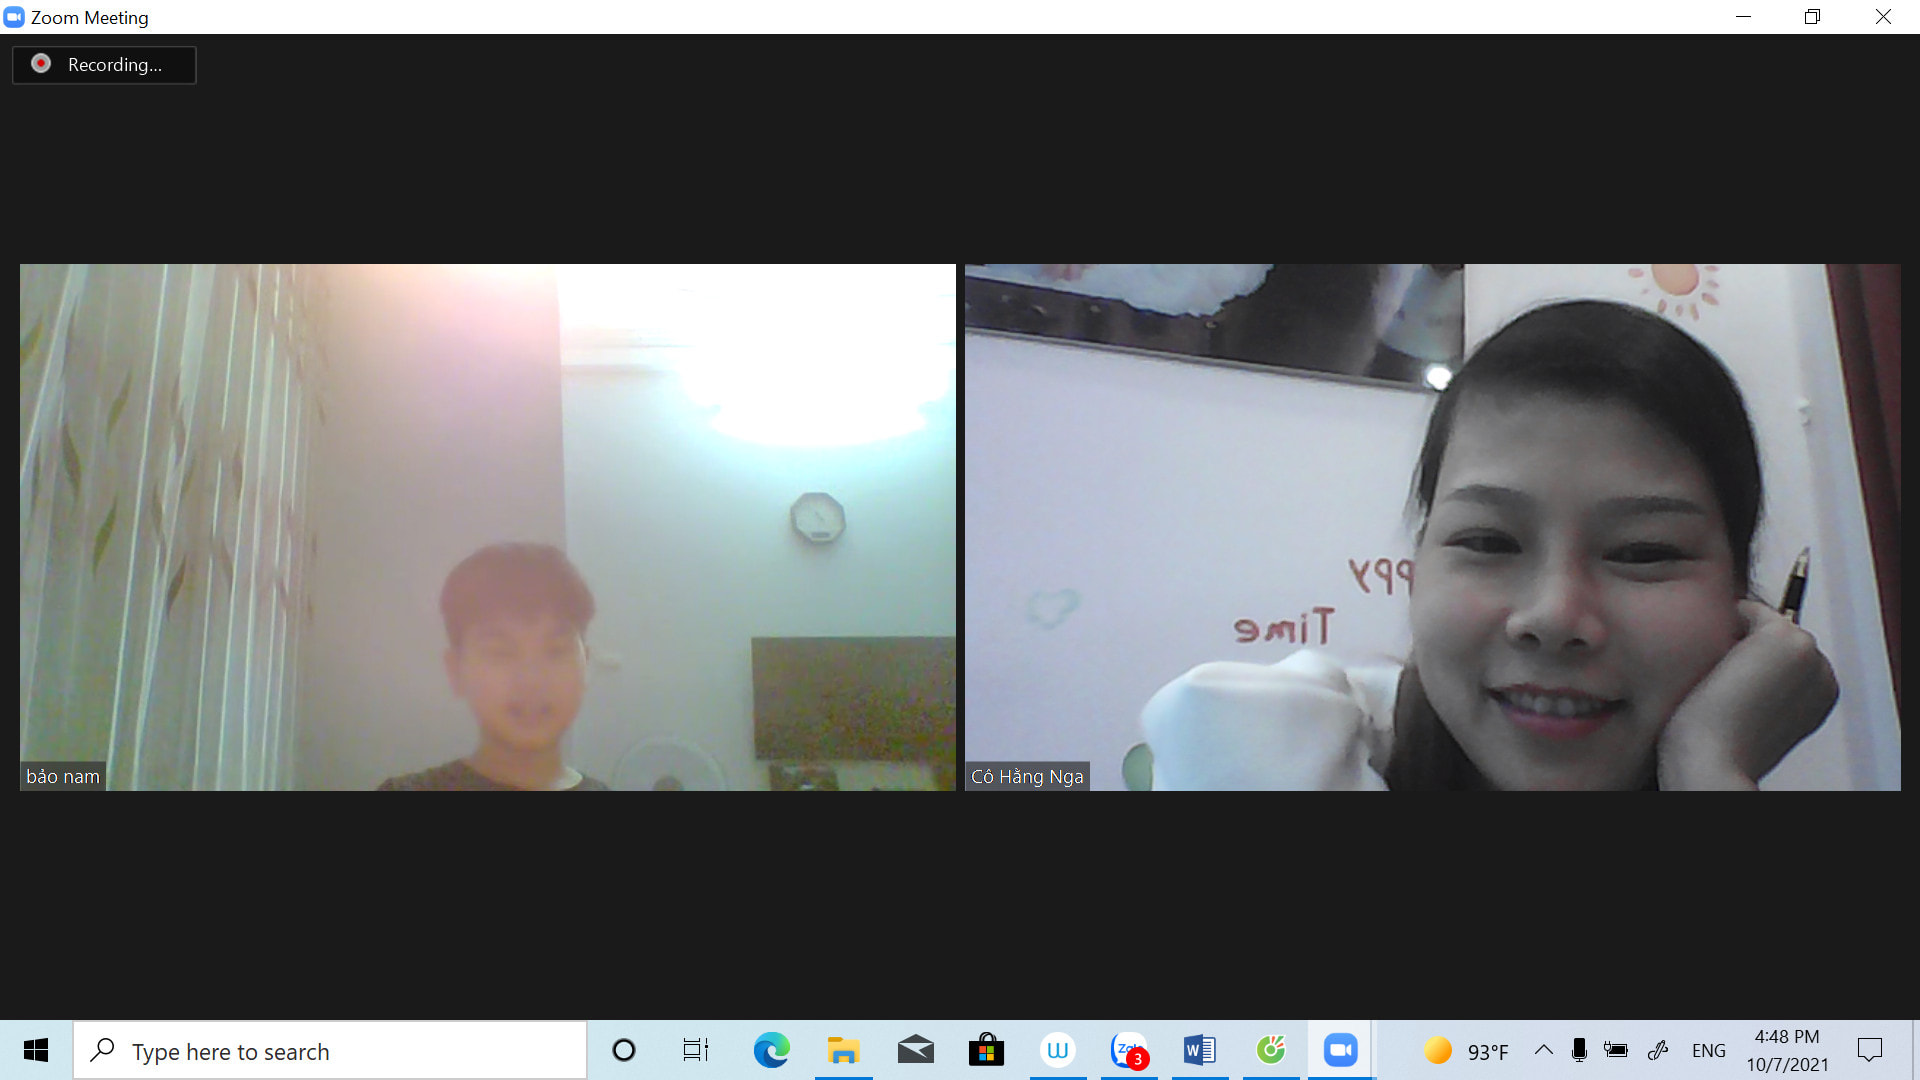 Zoom Meeting
Recording...
ppy
Time
bảo nam
Cô Hằng Nga
Type here to search
3
93°F
ENG
4:48 PM
10/7/2021